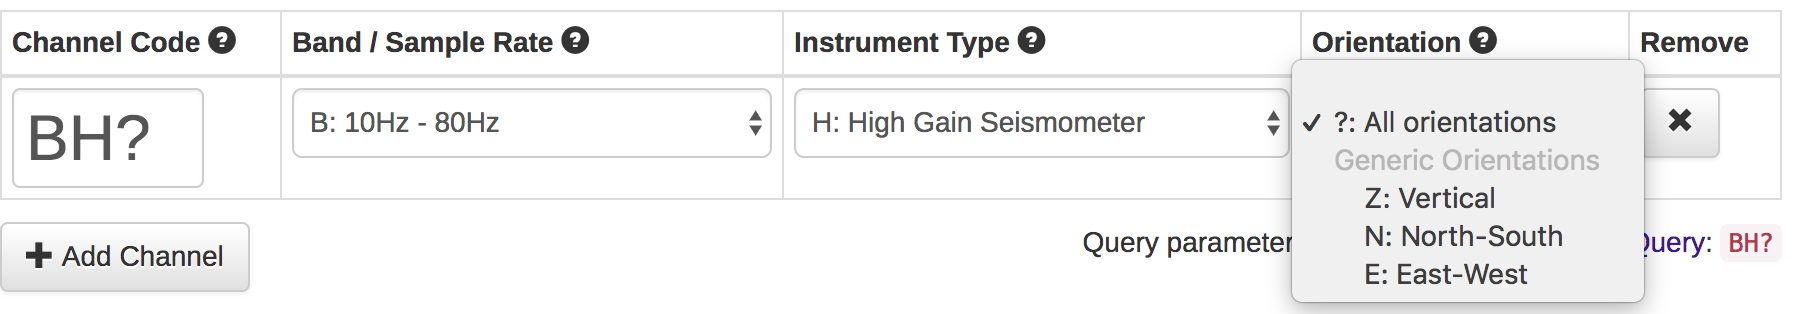 Channel Code ? Band / Sample Rate ? Instrument Type ? Orientation ? Remove
BH? B: 10Hz - 80Hz H: High Gain Seismometer ✓ ?: All orientations ✖
Generic Orientations
Z: Vertical
N: North-South
E: East-West
+ Add Channel
Query parameter
Query: BH?